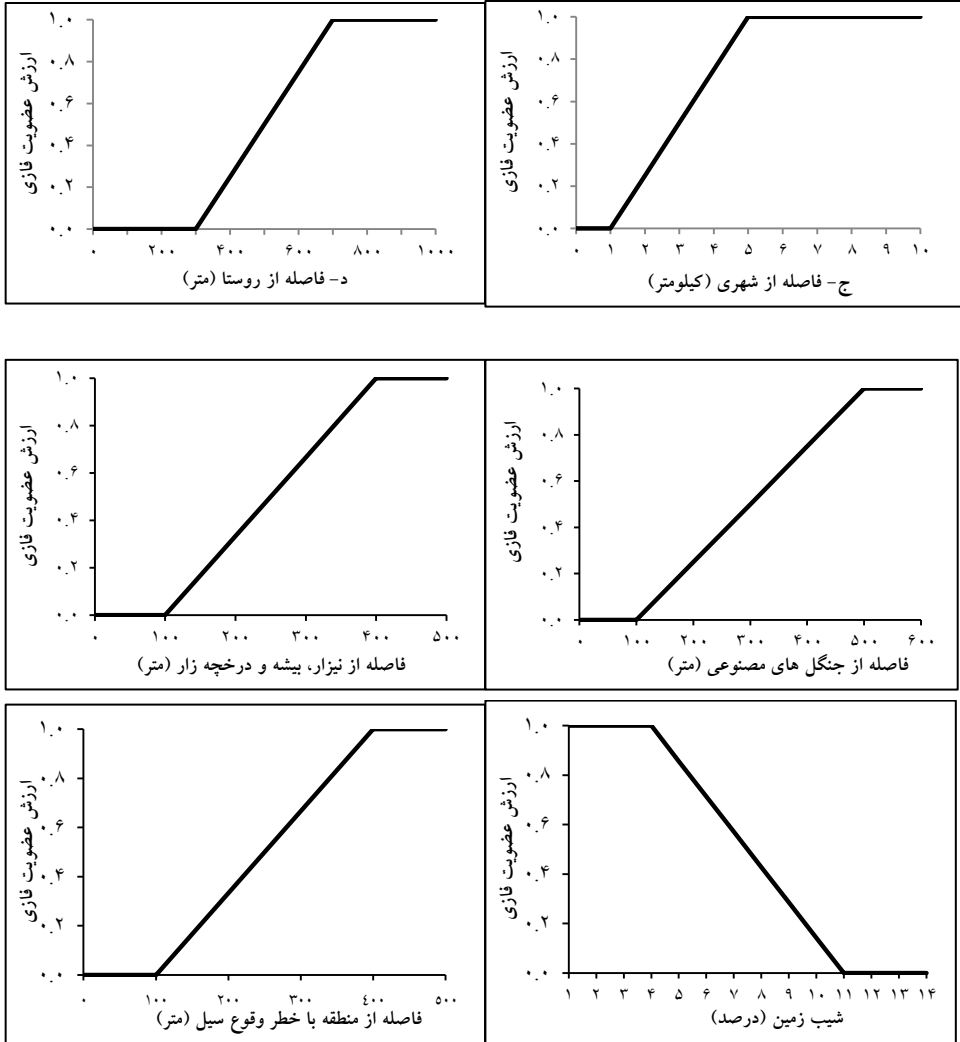 ارزش عضویت فازی
۱.۰
۰.۸
۰.۶
۰.۴
۰.۲
۰.۰
۰ ۱ ۲ ۳ ۴ ۵ ۶ ۷ ۸ ۹ ۱۰
ج- فاصله از شهری (کیلومتر)
ارزش عضویت فازی
۱.۰
۰.۸
۰.۶
۰.۴
۰.۲
۰.۰
۰ ۲۰۰ ۴۰۰ ۶۰۰ ۸۰۰ ۱۰۰۰
د- فاصله از روستا (متر)
ارزش عضویت فازی
۱.۰
۰.۸
۰.۶
۰.۴
۰.۲
۰.۰
۰ ۱۰۰ ۲۰۰ ۳۰۰ ۴۰۰ ۵۰۰ ۶۰۰
فاصله از جنگل های مصنوعی (متر)
ارزش عضویت فازی
۱.۰
۰.۸
۰.۶
۰.۴
۰.۲
۰.۰
۰ ۱۰۰ ۲۰۰ ۳۰۰ ۴۰۰ ۵۰۰
فاصله از نیزار، بیشه و درخچه زار (متر)
ارزش عضویت فازی
۱.۰
۰.۸
۰.۶
۰.۴
۰.۲
۰.۰
۱ ۲ ۳ ۴ ۵ ۶ ۷ ۸ ۹ ۱۰ ۱۱ ۱۲ ۱۳ ۱۴
شیب زمین (درصد)
ارزش عضویت فازی
۱.۰
۰.۸
۰.۶
۰.۴
۰.۲
۰.۰
۰ ۱۰۰ ۲۰۰ ۳۰۰ ٤۰۰ ۵۰۰
فاصله از منطقه با خطر وقوع سیل (متر)